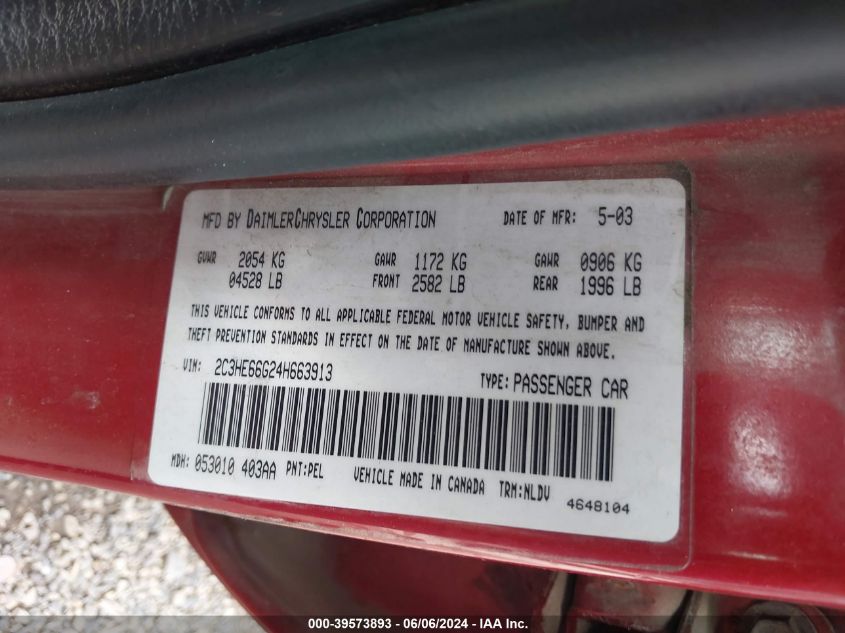 MFD BY DAIMLERCHRYSLER CORPORATION DATE OF MFR: 5-03
GVWR 2054 KG GAWR 1172 KG GAWR 0906 KG
04528 LB FRONT 2582 LB REAR 1996 LB
THIS VEHICLE CONFORMS TO ALL APPLICABLE FEDERAL MOTOR VEHICLE SAFETY, BUMPER AND
THEFT PREVENTION STANDARDS IN EFFECT ON THE DATE OF MANUFACTURE SHOWN ABOVE.
VIN: 2C3HE66G24H663913 TYPE: PASSENGER CAR
MDH: 053010 403AA PNT:PEL VEHICLE MADE IN CANADA TRM:NLDV
4648104
000-39573893 - 06/06/2024 - IAA Inc.